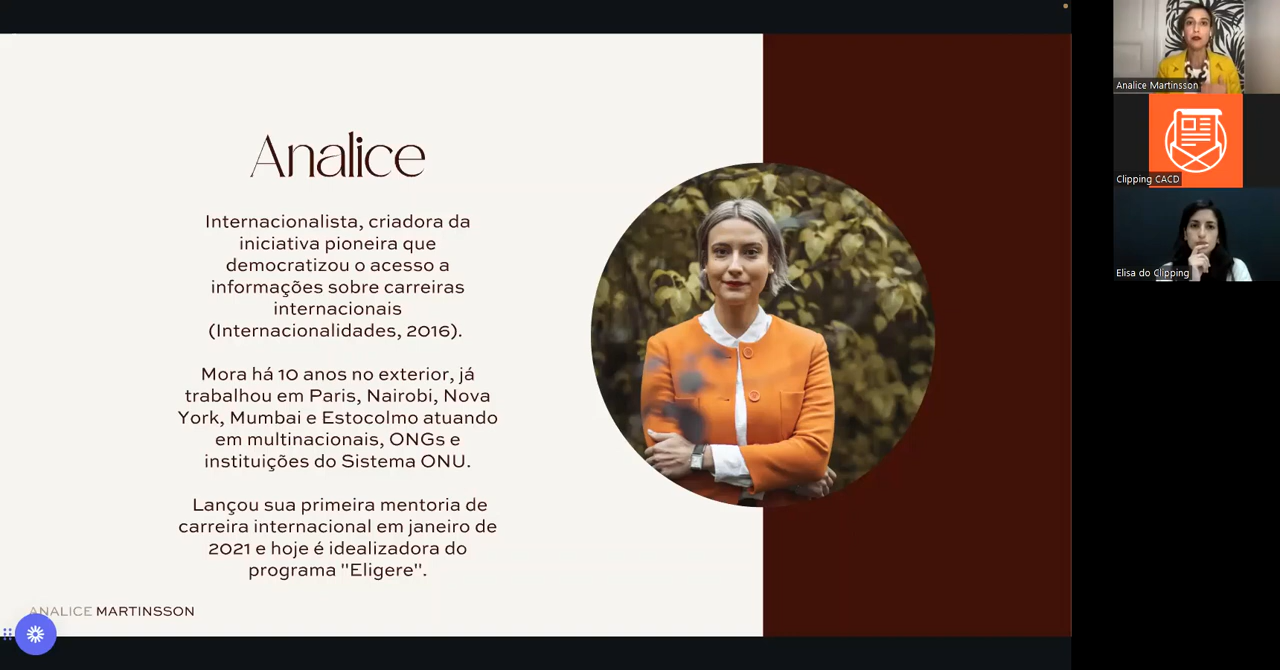 Analice
Internacionalista, criadora da
iniciativa pioneira que
democratizou o acesso a
informações sobre carreiras
internacionais
(Internacionalidades, 2016).
Mora há 10 anos no exterior, já
trabalhou em Paris, Nairobi, Nova
York, Mumbai e Estocolmo atuando
em multinacionais, ONGs e
instituições do Sistema ONU.
Lançou sua primeira mentoria de
carreira internacional em janeiro de
2021 e hoje é idealizadora do
programa "Eligere".
ANALICE MARTINSSON
Analice Martinsson
Clipping CACD
Elisa do Clipping